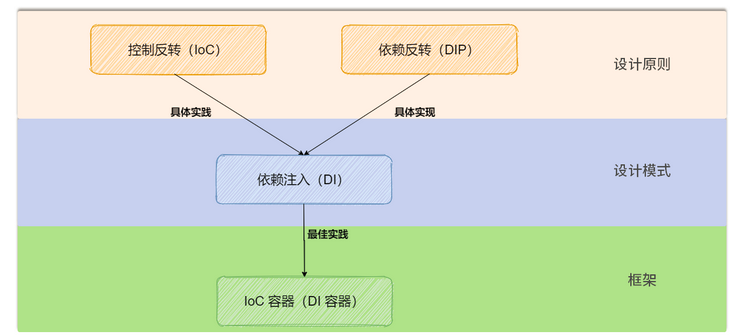 控制反转（IoC）
依赖反转（DIP）
设计原则
具体实践
具体实现
依赖注入（DI）
设计模式
最佳实践
IoC 容器（DI 容器）
框架